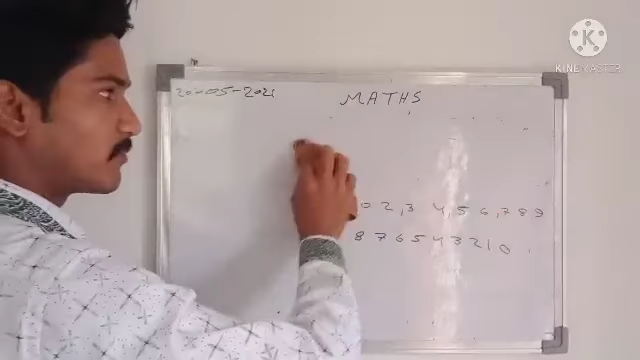 20-05-2021
MATHS
0 2,3 4,5 6,7 8 9
8 7 6 5 4 3 2 1 0
KINEMASTER